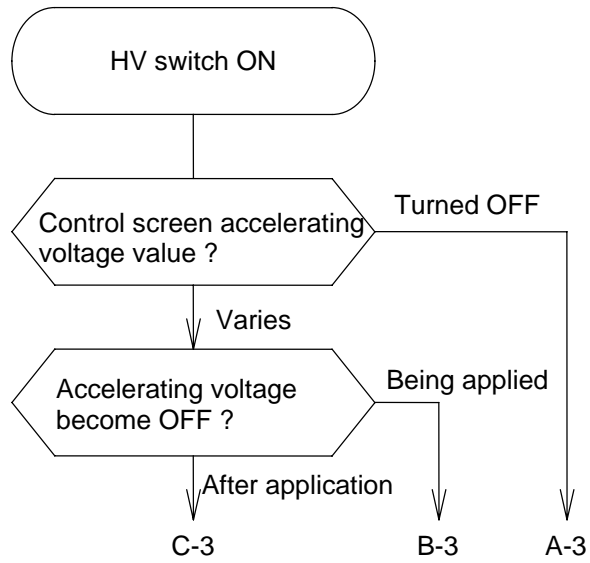 HV switch ON
Control screen accelerating
voltage value ?
Turned OFF
Varies
Accelerating voltage
become OFF ?
Being applied
After application
C-3
B-3
A-3